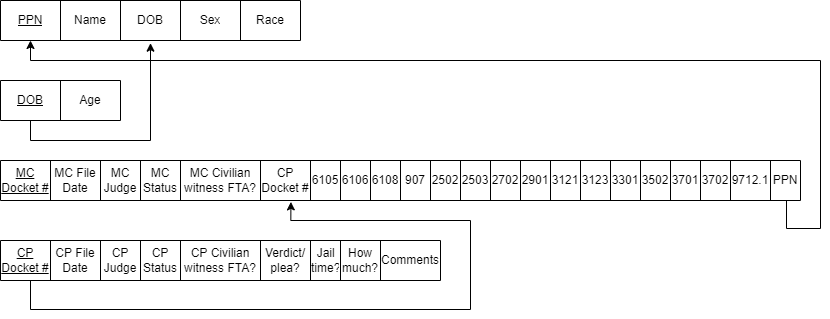 PPN Name DOB Sex Race
DOB Age
MC Docket # MC File Date MC Judge MC Status MC Civilian witness FTA? CP Docket # 6105 6106 6108 907 2502 2503 2702 2901 3121 3123 3301 3502 3701 3702 9712.1 PPN
CP Docket # CP File Date CP Judge CP Status CP Civilian witness FTA? Verdict/ plea? Jail time? How much? Comments